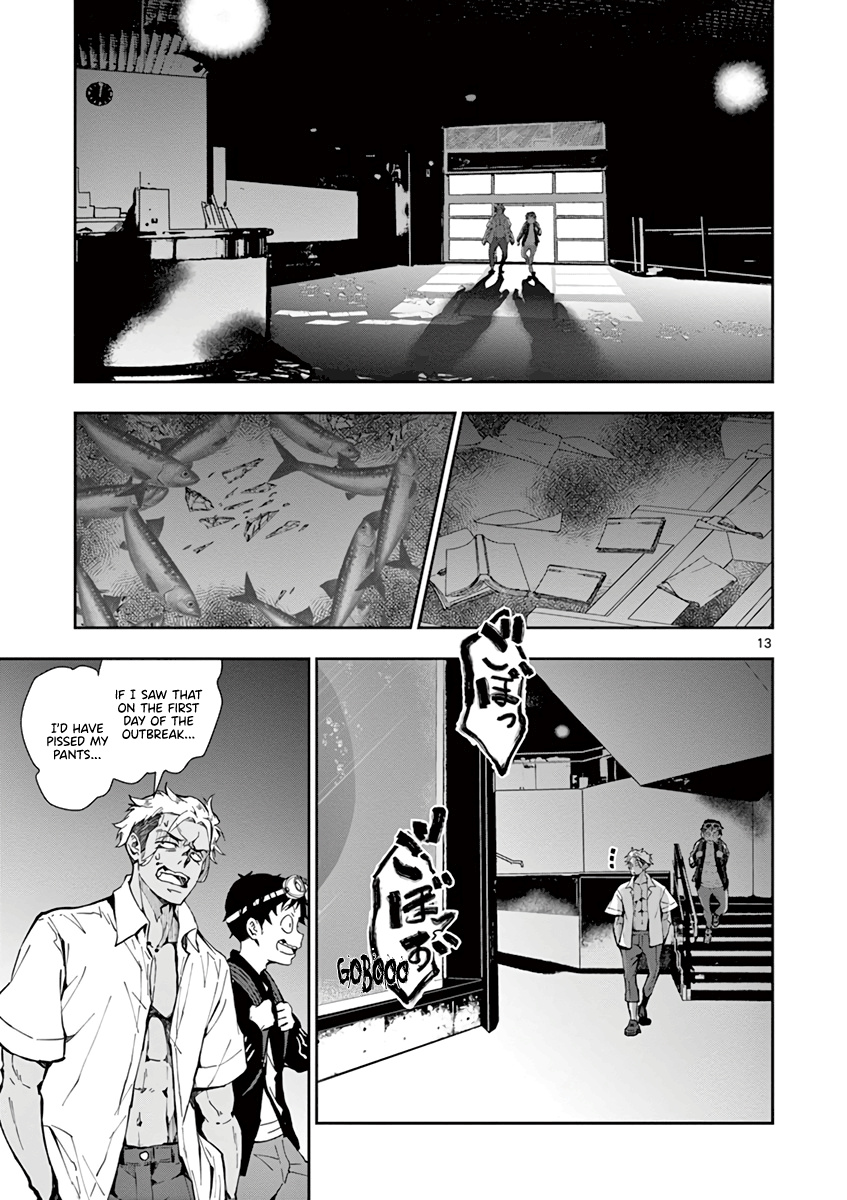 13
ごぼっ
ごぼっ
GOBOOO
IF I SAW THAT
ON THE FIRST
DAY OF THE
OUTBREAK...
I'D HAVE
PISSED MY
PANTS...